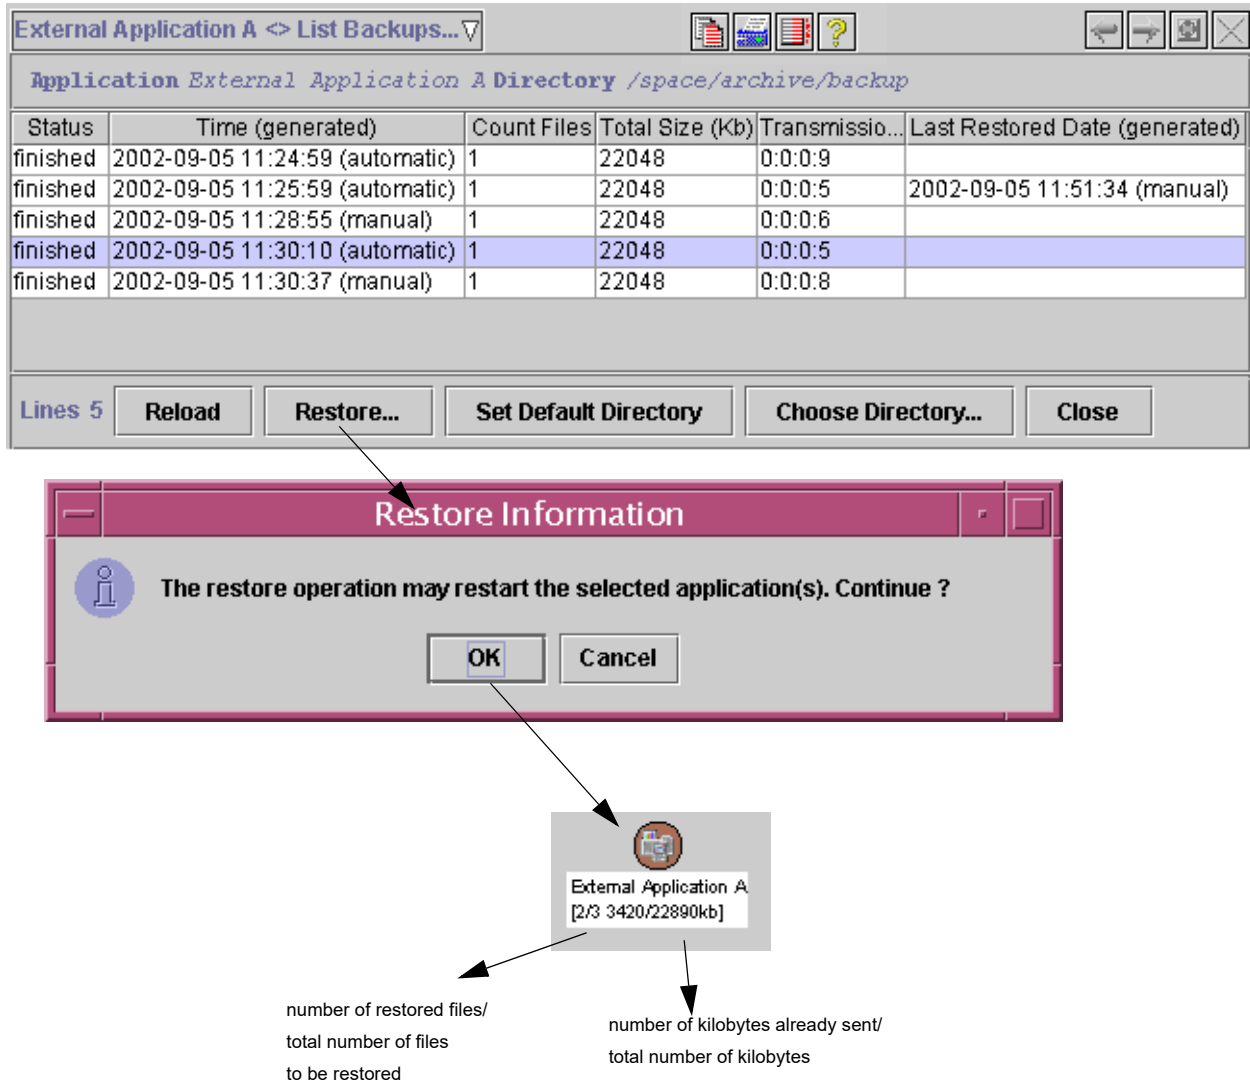 External Application A <> List Backups...
Application External Application A Directory /space/archive/backup
Status Time (generated) Count Files Total Size (Kb) Transmissio... Last Restored Date (generated)
finished 2002-09-05 11:24:59 (automatic) 1 22048 0:0:0:9
finished 2002-09-05 11:25:59 (automatic) 1 22048 0:0:0:5 2002-09-05 11:51:34 (manual)
finished 2002-09-05 11:28:55 (manual) 1 22048 0:0:0:6
finished 2002-09-05 11:30:10 (automatic) 1 22048 0:0:0:5
finished 2002-09-05 11:30:37 (manual) 1 22048 0:0:0:8
Lines 5 Reload Restore... Set Default Directory Choose Directory... Close
Restore Information
The restore operation may restart the selected application(s). Continue ?
OK Cancel
External Application A
[2/3 3420/22890kb]
number of restored files/
total number of files
to be restored
number of kilobytes already sent/
total number of kilobytes